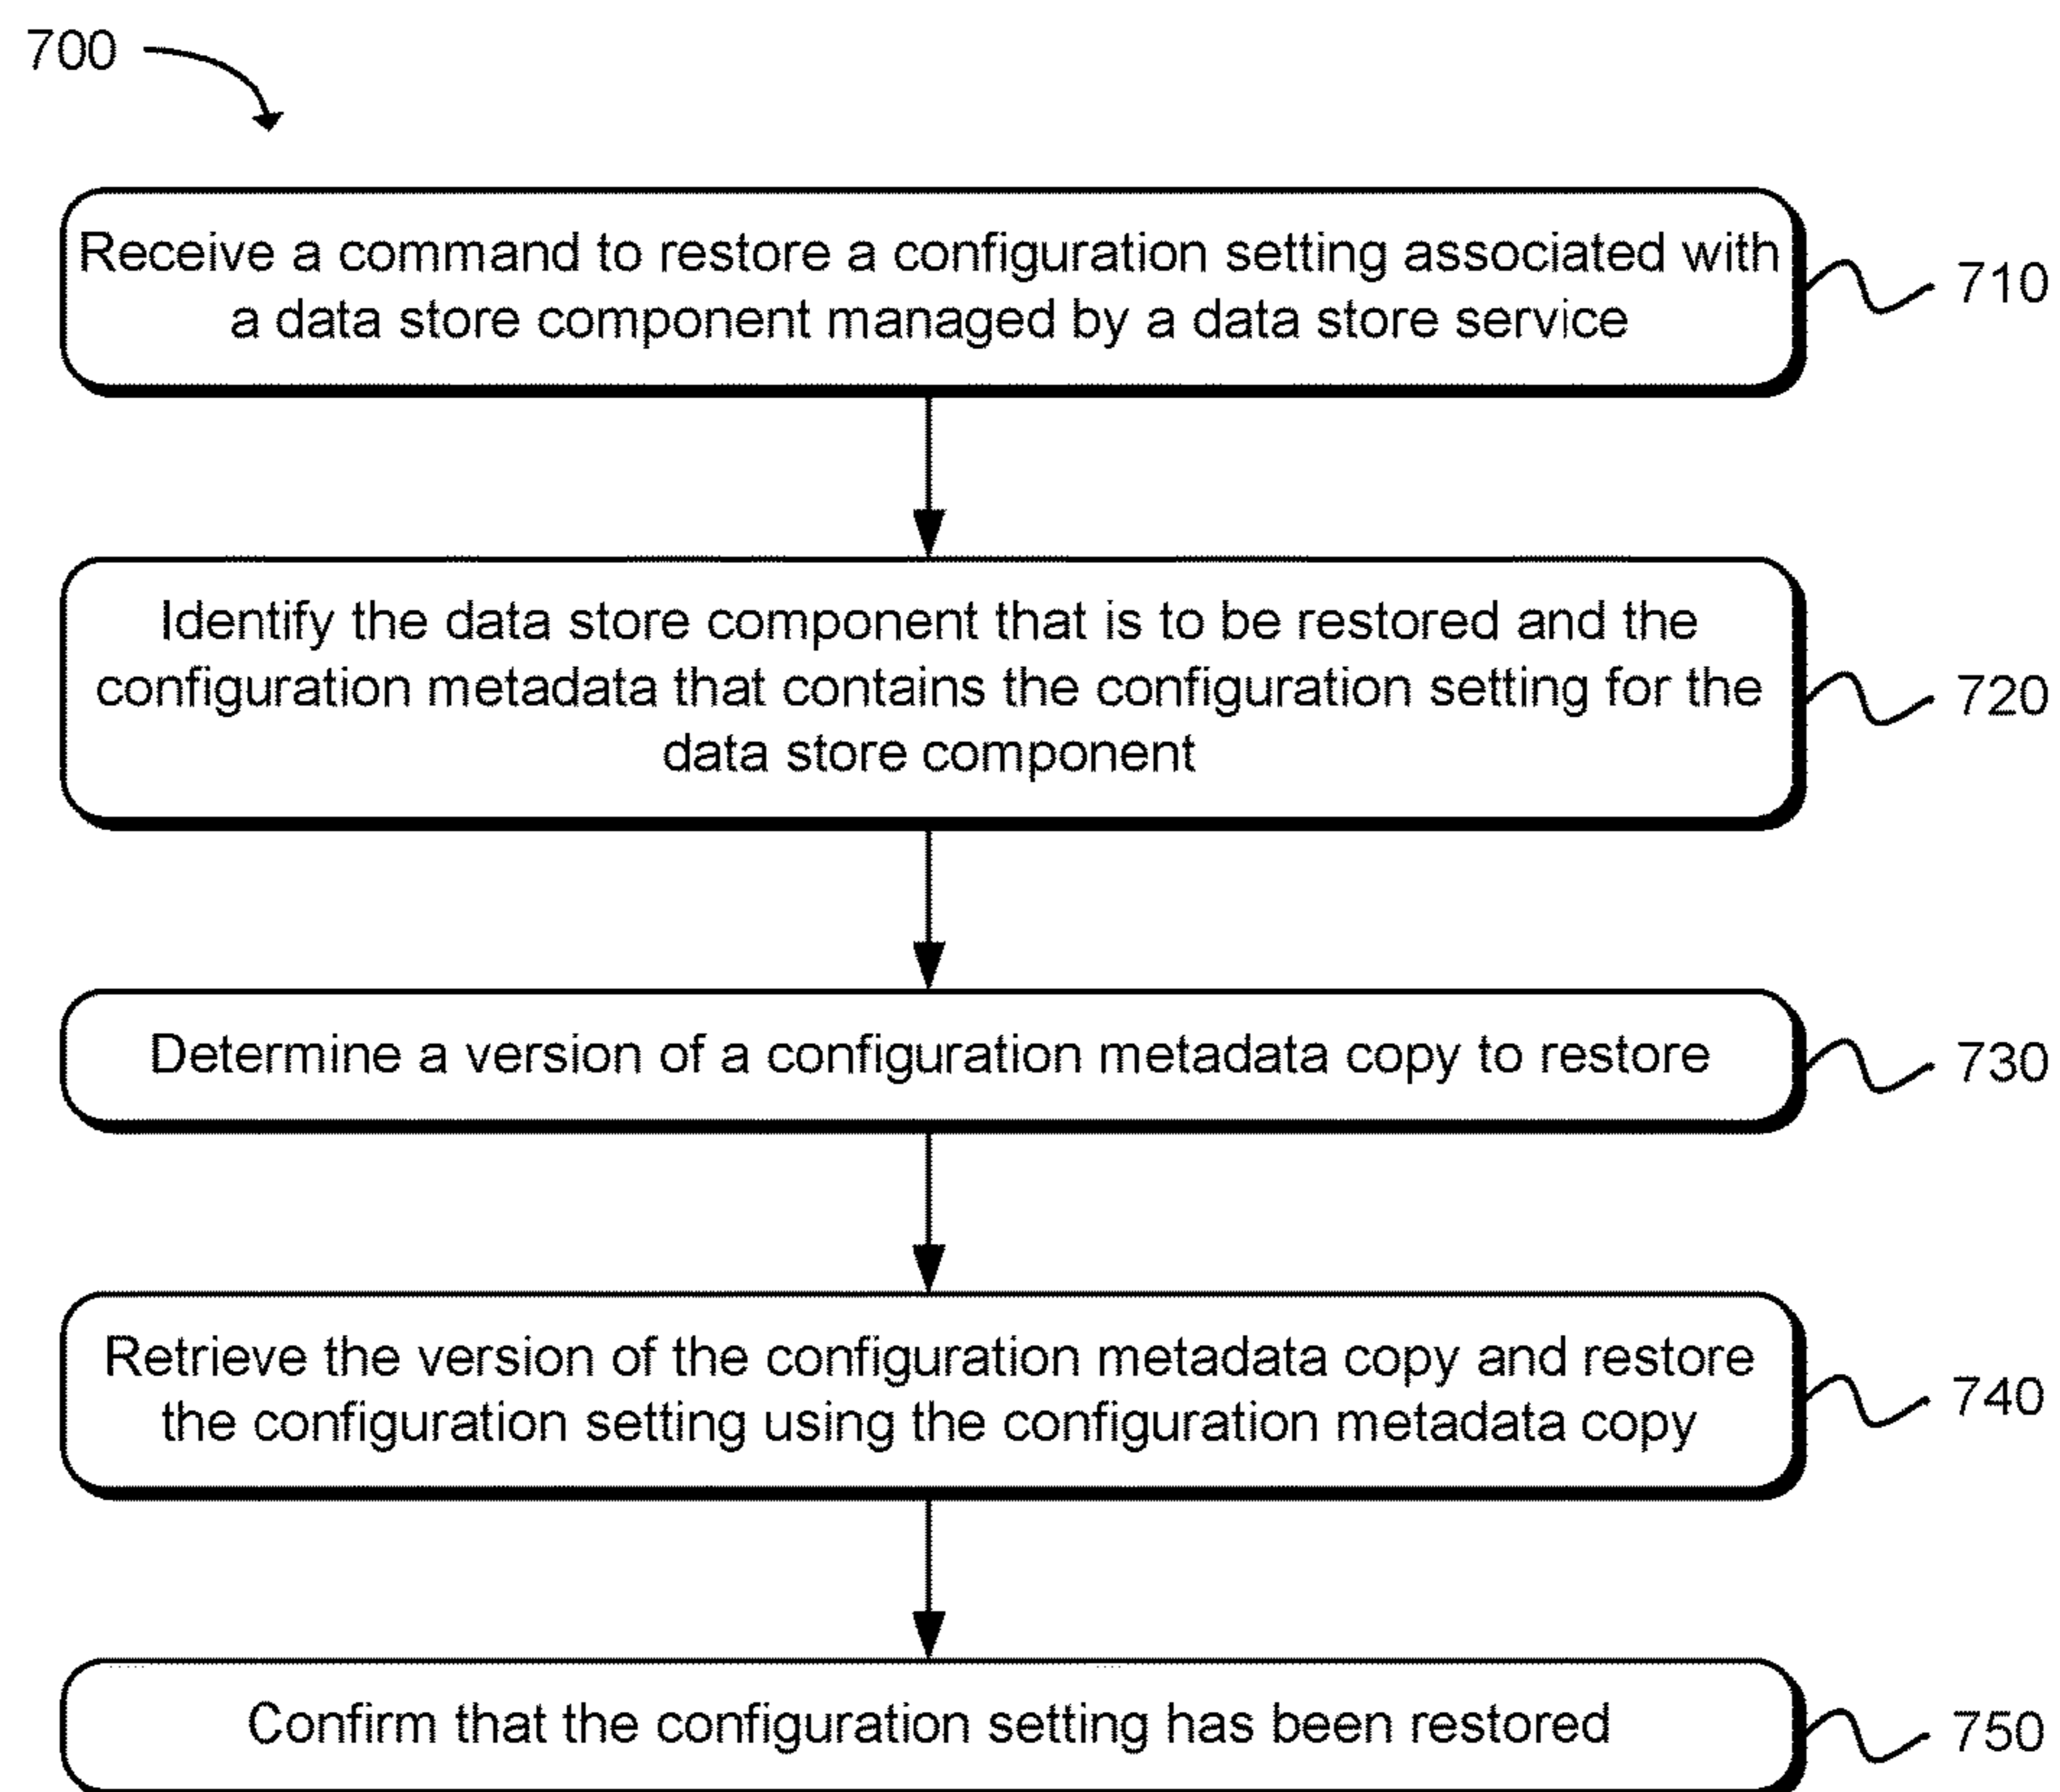 700
Receive a command to restore a configuration setting associated with
a data store component managed by a data store service
710
Identify the data store component that is to be restored and the
configuration metadata that contains the configuration setting for the
data store component
720
Determine a version of a configuration metadata copy to restore
730
Retrieve the version of the configuration metadata copy and restore
the configuration setting using the configuration metadata copy
740
Confirm that the configuration setting has been restored
750